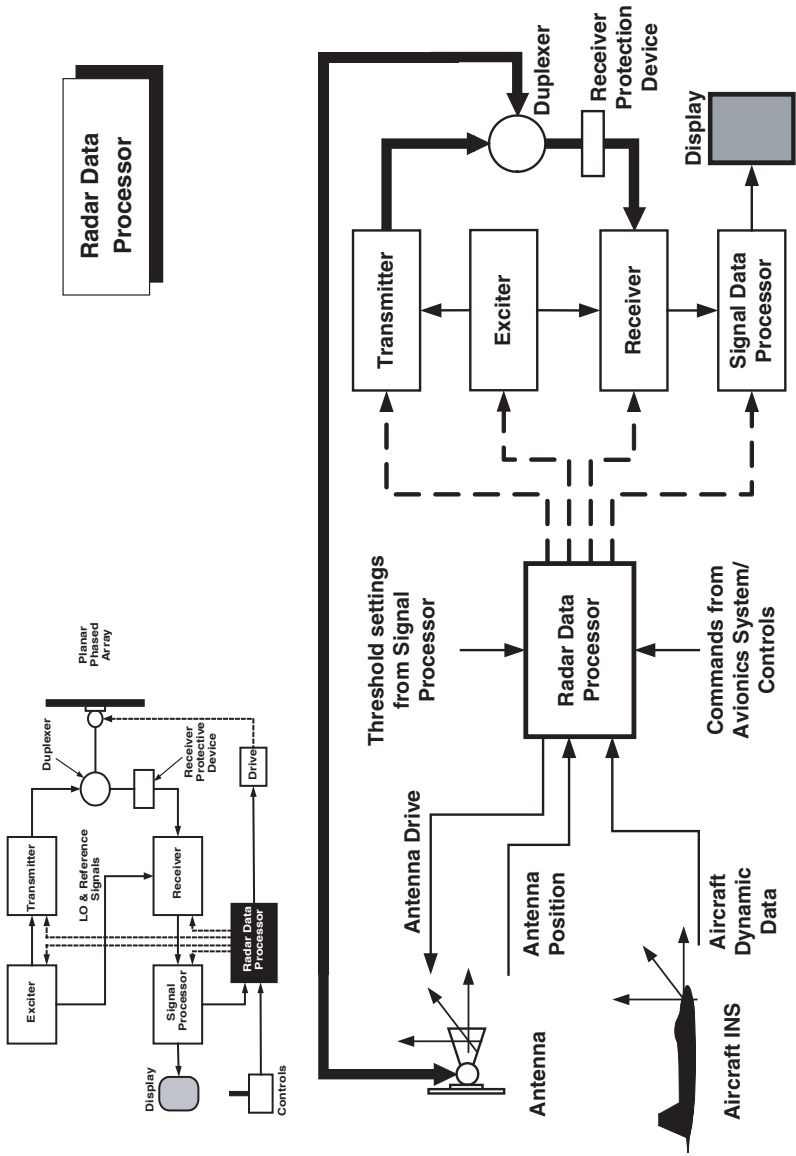 Radar Data
Processor
Planar
Phased
Array
Duplexer
Receiver
Protective
Device
Drive
Transmitter
LO & Reference
Signals
Receiver
Exciter
Signal
Processor
Radar Data
Processor
Display
Controls
Duplexer
Receiver
Protection
Device
Display
Transmitter
Exciter
Receiver
Signal Data
Processor
Threshold settings
from Signal
Processor
Radar Data
Processor
Commands from
Avionics System/
Controls
Antenna Drive
Antenna
Position
Aircraft
Dynamic
Data
Antenna
Aircraft INS